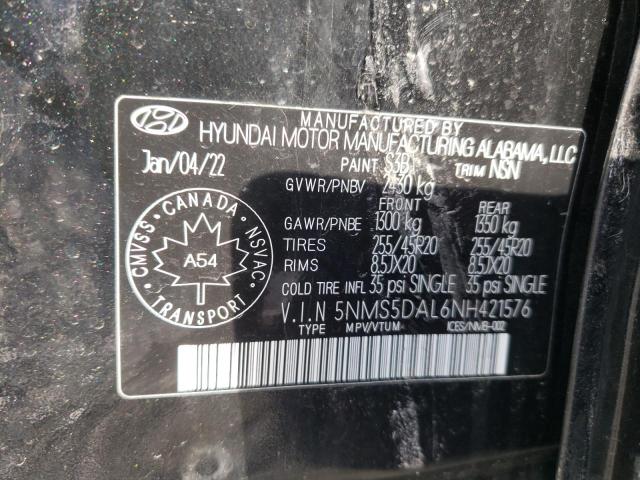 MANUFACTURED BY
HYUNDAI MOTOR MANUFACTURING ALABAMA, LLC
Jan/04/22 PAINT S3B TRIM NSN
GVWR/PNBV 2430 kg
FRONT REAR
GAWR/PNBE 1300 kg 1350 kg
TIRES 255/45R20 255/45R20
RIMS 8.5JX20 8.5JX20
COLD TIRE INFL 35 psi SINGLE 35 psi SINGLE
V.I.N 5NMS5DAL6NH421576
TYPE MPV/VTUM ICES/NMB-002
CMVSS CANADA NSVAC
A54
TRANSPORT